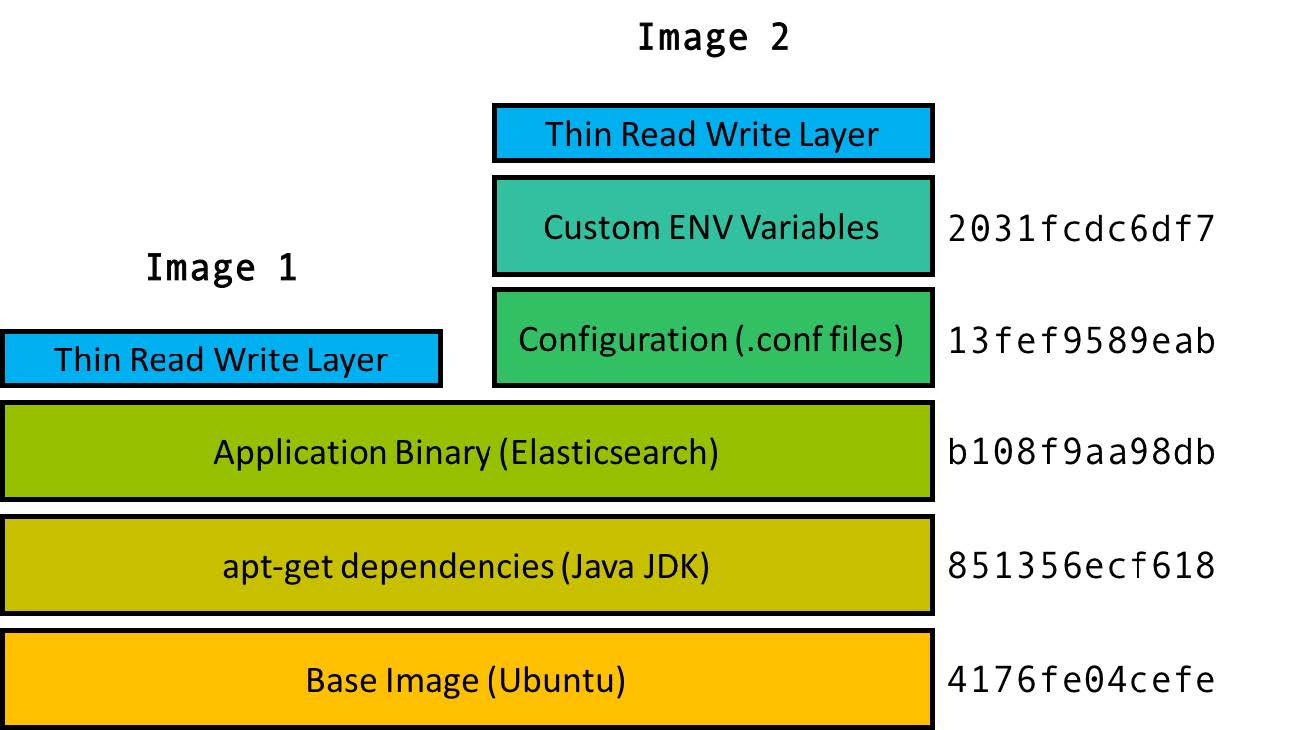 Image 2
Thin Read Write Layer
Custom ENV Variables 2031fcdc6df7
Image 1
Configuration (.conf files) 13fef9589eab
Thin Read Write Layer
Application Binary (Elasticsearch) b108f9aa98db
apt-get dependencies (Java JDK) 851356ecf618
Base Image (Ubuntu) 4176fe04cefe